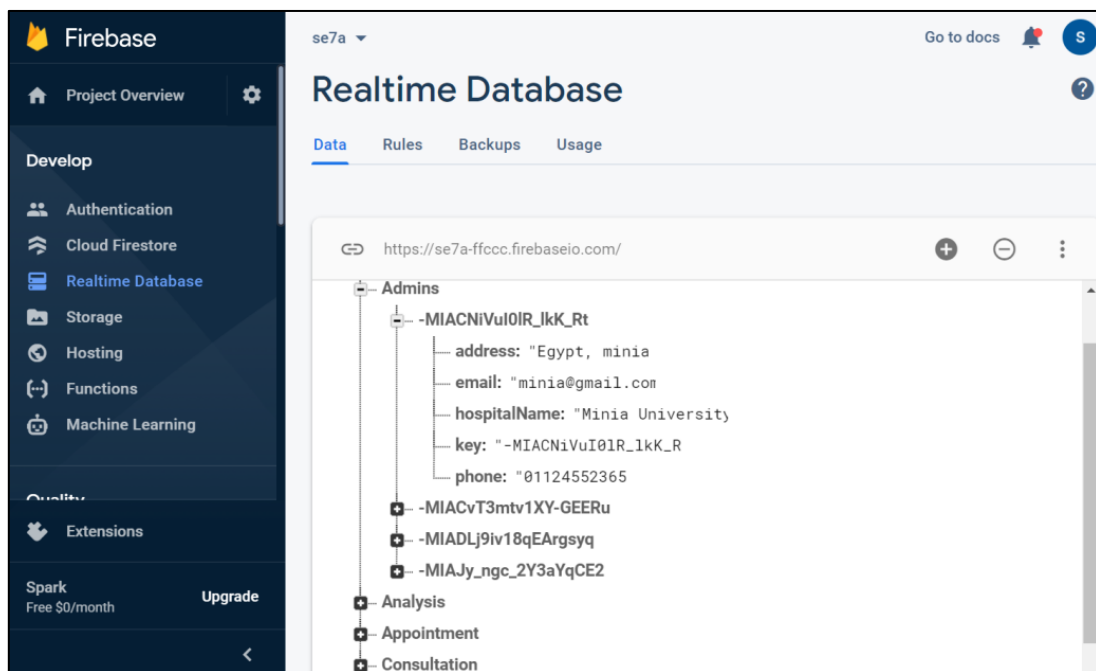 Firebase
Project Overview
Develop
Authentication
Cloud Firestore
Realtime Database
Storage
Hosting
Functions
Machine Learning
Quality
Extensions
Spark
Free $0/month
Upgrade
se7a
Go to docs
S
Realtime Database
Data Rules Backups Usage
https://se7a-ffccc.firebaseio.com/
Admins
-MIACNiVuI0lR_lkK_Rt
address: "Egypt, minia
email: "minia@gmail.com
hospitalName: "Minia University
key: "-MIACNiVuI0lR_lkK_R
phone: "01124552365
-MIACvT3mtv1XY-GEERu
-MIADLj9iv18qEArgsyq
-MIAJy_ngc_2Y3aYqCE2
Analysis
Appointment
Consultation